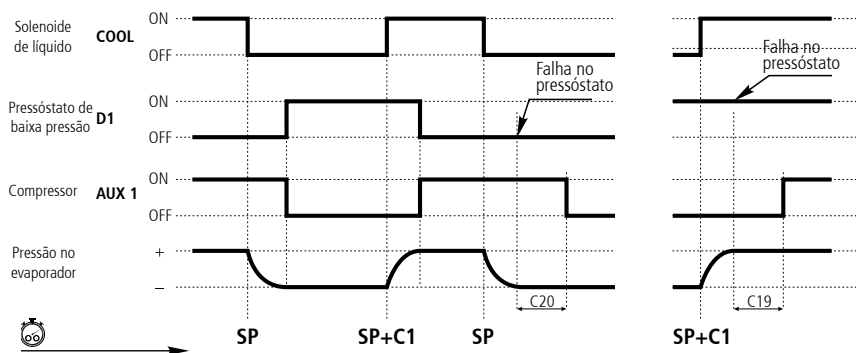 Solenoide
de líquido
COOL
ON
OFF
Falha no
pressóstato
Falha no
pressóstato
Pressóstato de
baixa pressão
D1
ON
OFF
Compressor
AUX 1
ON
OFF
Pressão no
evaporador
+
–
C20
C19
SP
SP+C1
SP
SP+C1